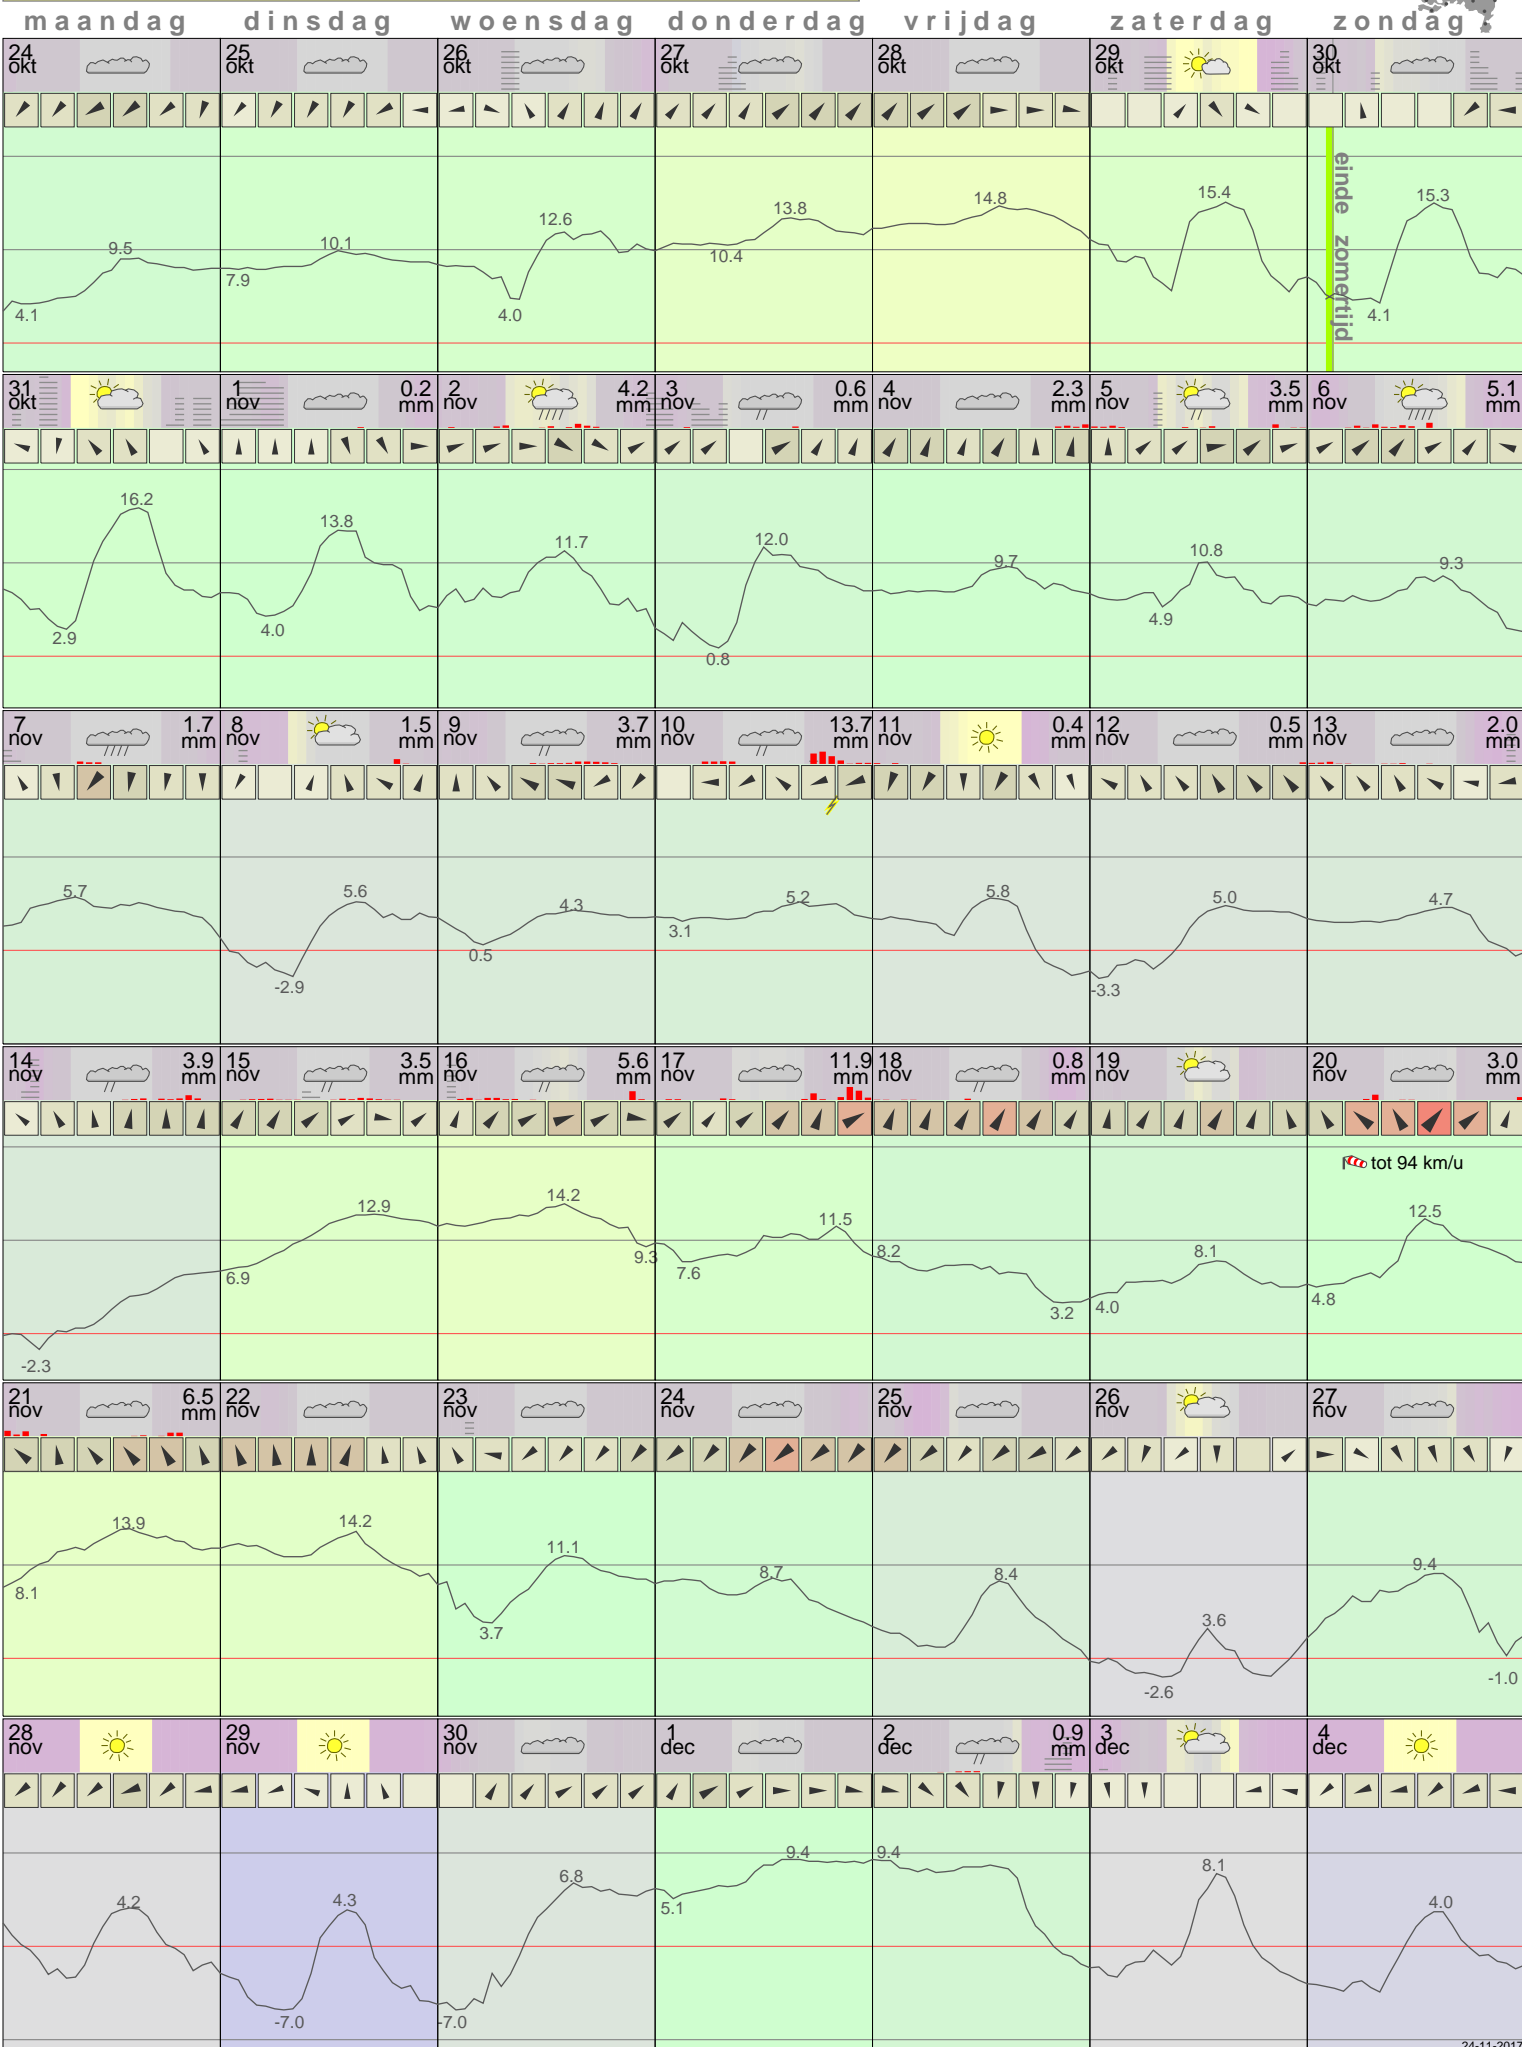 maandag dinsdag woensdag donderdag vrijdag zaterdag zondag
24 25 26 27 28 29 30
okt okt okt okt okt okt okt
9.5 10.1 12.6 13.8 14.8 15.4 15.3
4.1 7.9 4.0 10.4 4.1
einde zomertijd
31 1 0.2 2 4.2 3 0.6 4 2.3 5 3.5 6 5.1
okt nov mm nov mm nov mm nov mm nov mm nov mm
16.2 13.8 11.7 12.0 9.7 10.8 9.3
2.9 4.0 0.8 4.9
7 1.7 8 1.5 9 3.7 10 13.7 11 0.4 12 0.5 13 2.0
nov mm nov mm nov mm nov mm nov mm nov mm nov mm
5.7 5.6 4.3 5.2 5.8 5.0 4.7
-2.9 0.5 3.1 -3.3
14 3.9 15 3.5 16 5.6 17 11.9 18 0.8 19 20 3.0
nov mm nov mm nov mm nov mm nov mm nov nov mm
tot 94 km/u
12.9 14.2 11.5 8.2 8.1 12.5
-2.3 6.9 9.3 7.6 3.2 4.0 4.8
21 6.5 22 23 24 25 26 27
nov mm nov nov nov nov nov nov
13.9 14.2 11.1 8.7 8.4 3.6 9.4
8.1 3.7 -2.6 -1.0
28 29 30 1 2 0.9 3 4
nov nov nov dec dec mm dec dec
4.2 4.3 6.8 9.4 9.4 8.1 4.0
-7.0 -7.0 5.1
24-11-2017